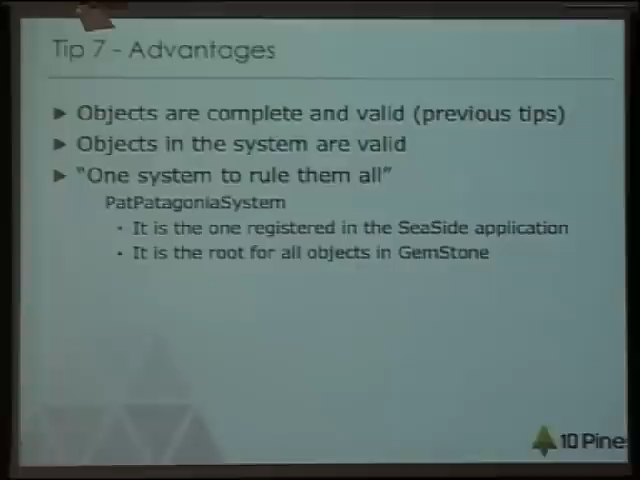 Tip 7 - Advantages
Objects are complete and valid (previous tips)
Objects in the system are valid
"One system to rule them all"
PatPatagoniaSystem
It is the one registered in the SeaSide application
It is the root for all objects in GemStone
10 Pine